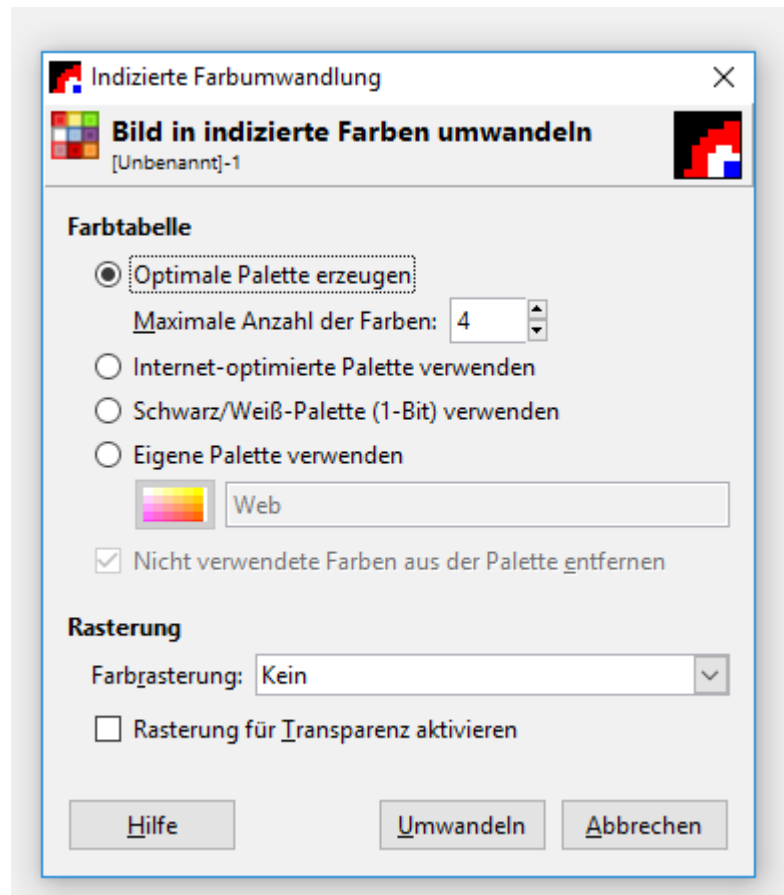 Indizierte Farbumwandlung
Bild in indizierte Farben umwandeln
[Unbenannt]-1
Farbtabelle
Optimale Palette erzeugen
Maximale Anzahl der Farben: 4
Internet-optimierte Palette verwenden
Schwarz/Weiß-Palette (1-Bit) verwenden
Eigene Palette verwenden
Web
Nicht verwendete Farben aus der Palette entfernen
Rasterung
Farbrasterung: Kein
Rasterung für Transparenz aktivieren
Hilfe Umwandeln Abbrechen